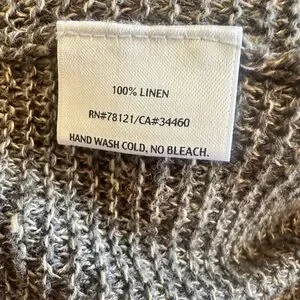 100% LINEN
RN#78121/CA#34460
HAND WASH COLD, NO BLEACH.